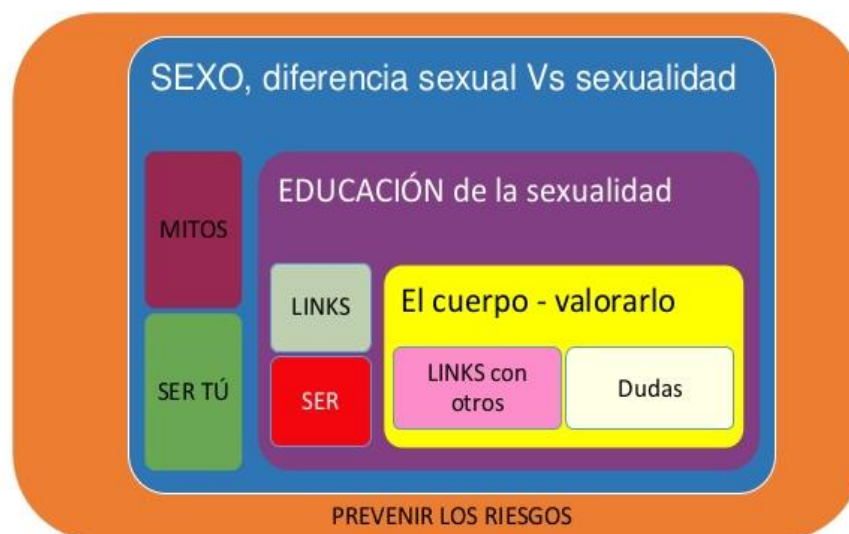 SEXO, diferencia sexual Vs sexualidad
MITOS
SER TÚ
EDUCACIÓN de la sexualidad
LINKS
SER
El cuerpo - valorarlo
LINKS con
otros
Dudas
PREVENIR LOS RIESGOS